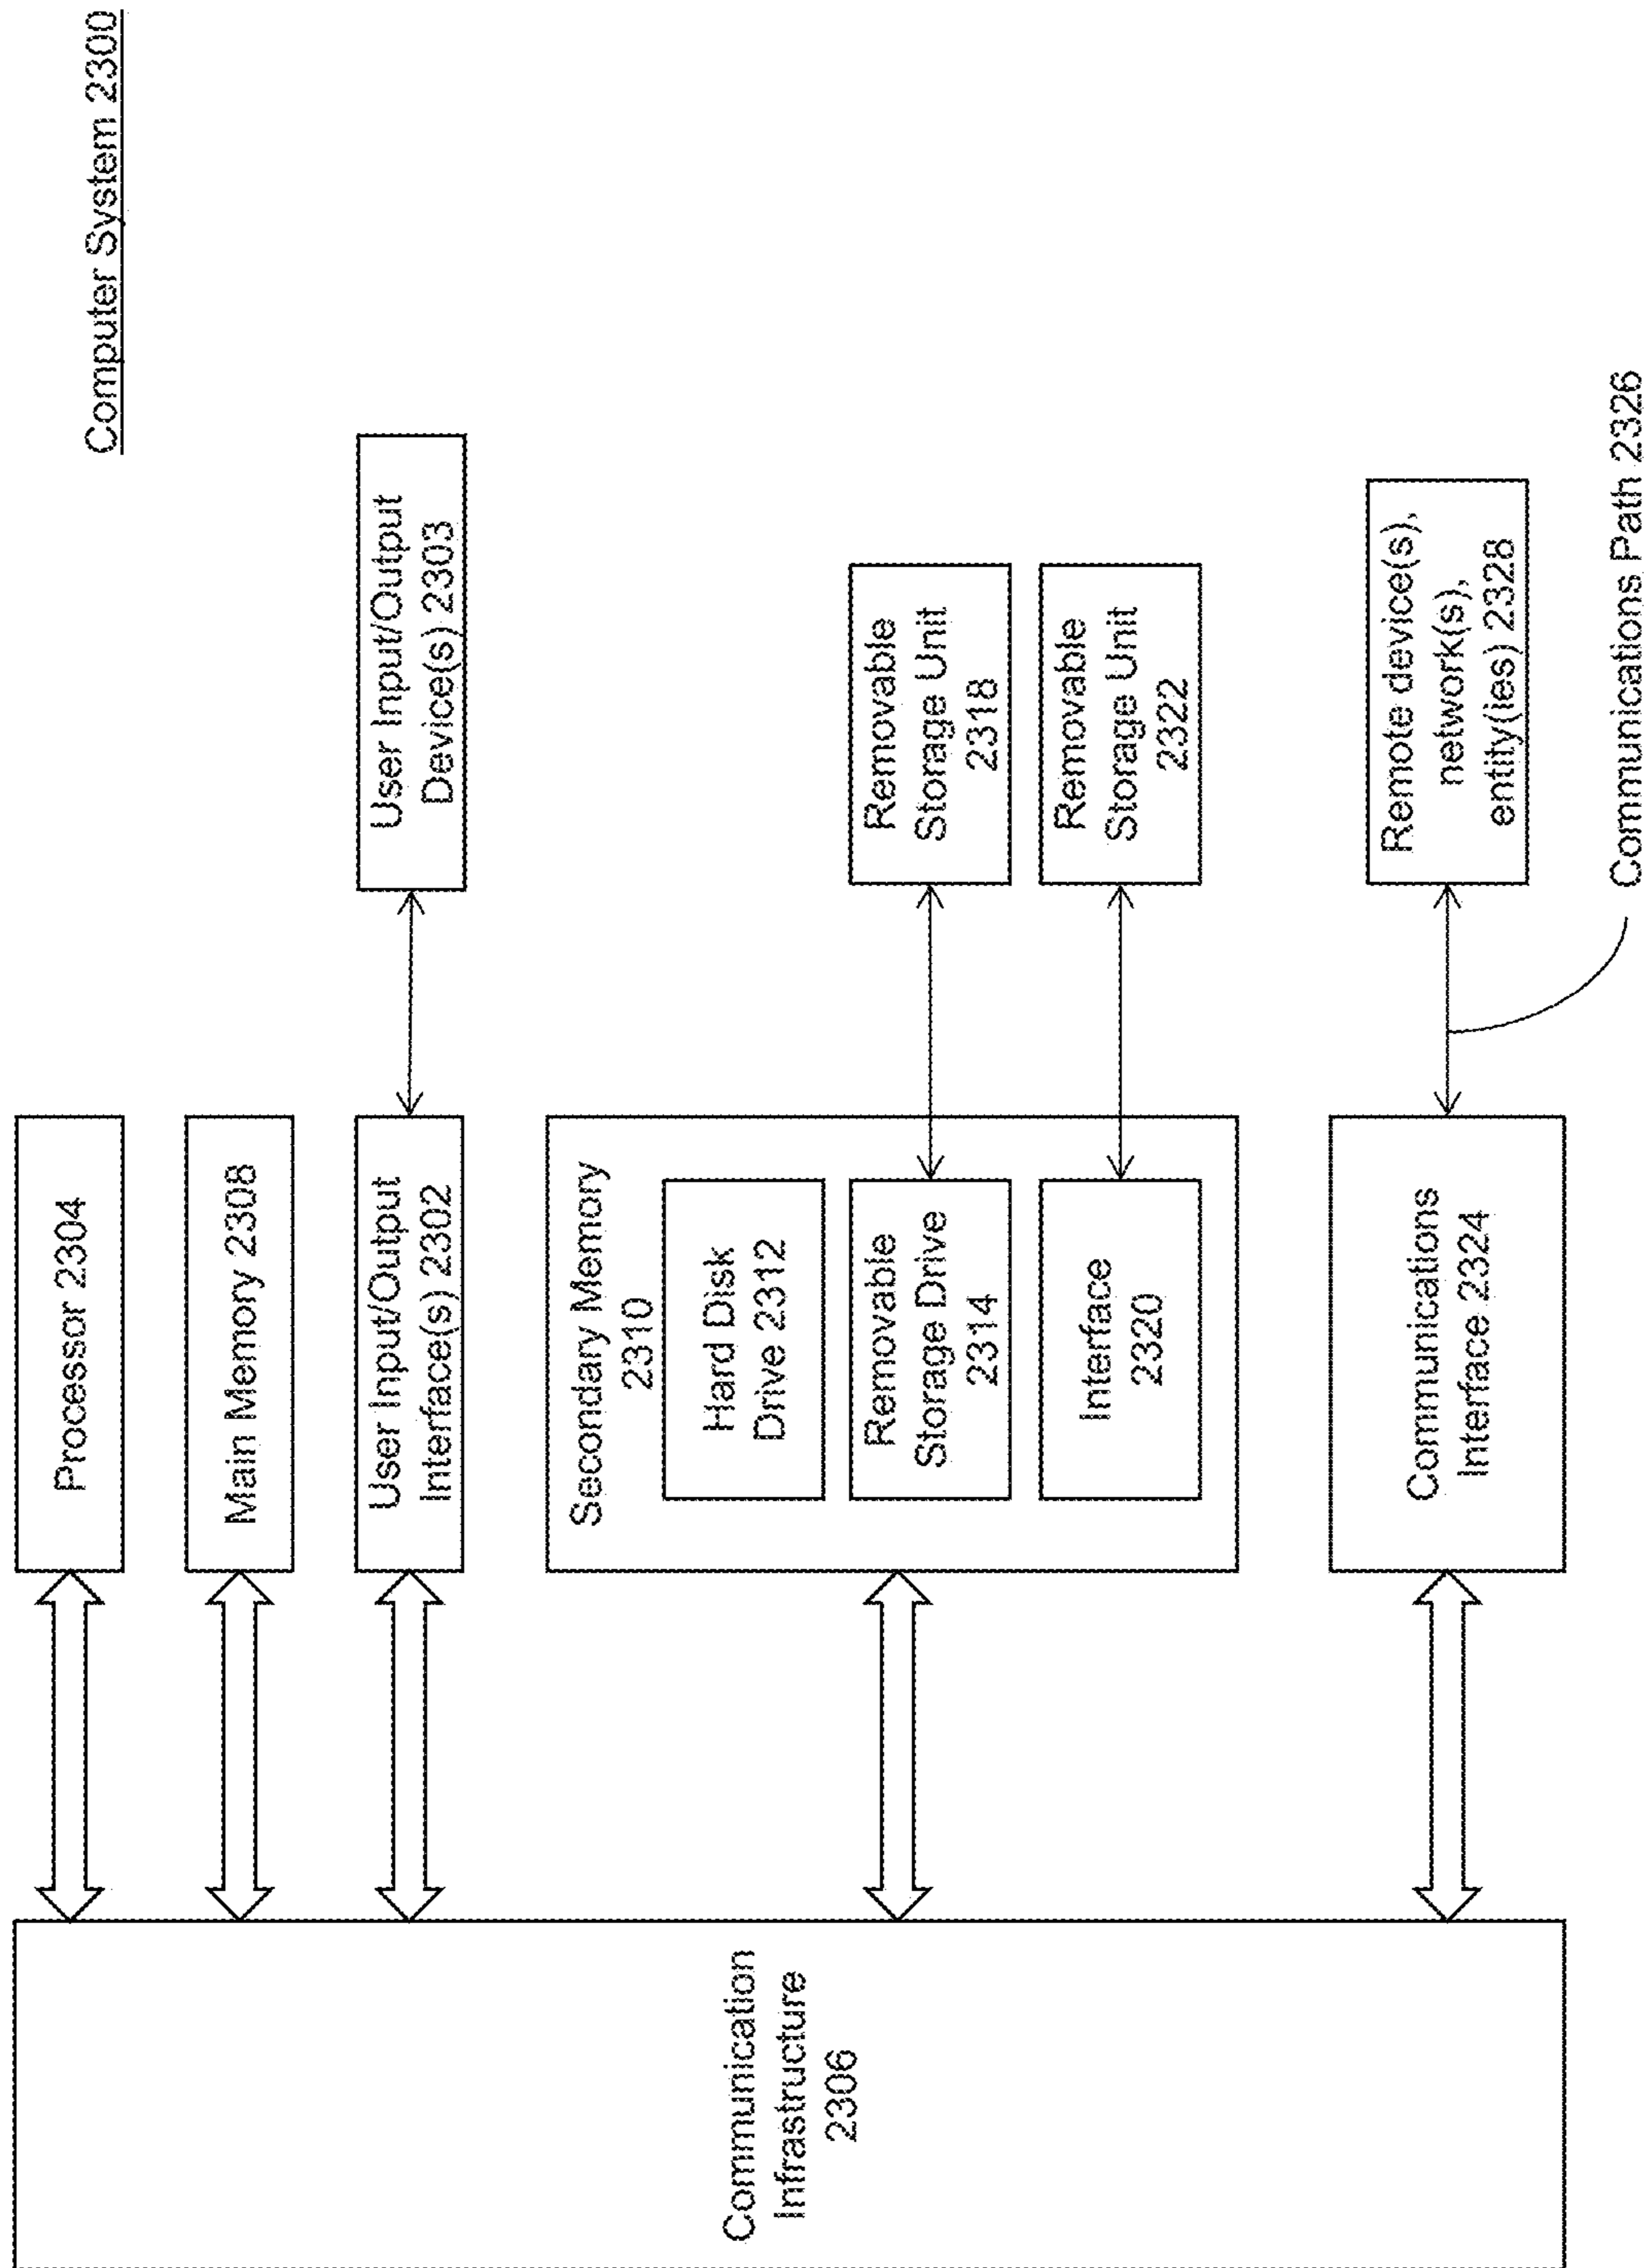 Computer System 2300
Processor 2304
Main Memory 2308
User Input/Output
Interface(s) 2302
User Input/Output
Device(s) 2303
Communication
Infrastructure
2306
Secondary Memory
2310
Hard Disk
Drive 2312
Removable
Storage Drive
2314
Removable
Storage Unit
2318
Interface
2320
Removable
Storage Unit
2322
Communications
Interface 2324
Remote device(s),
network(s),
entity(ies) 2328
Communications Path 2326